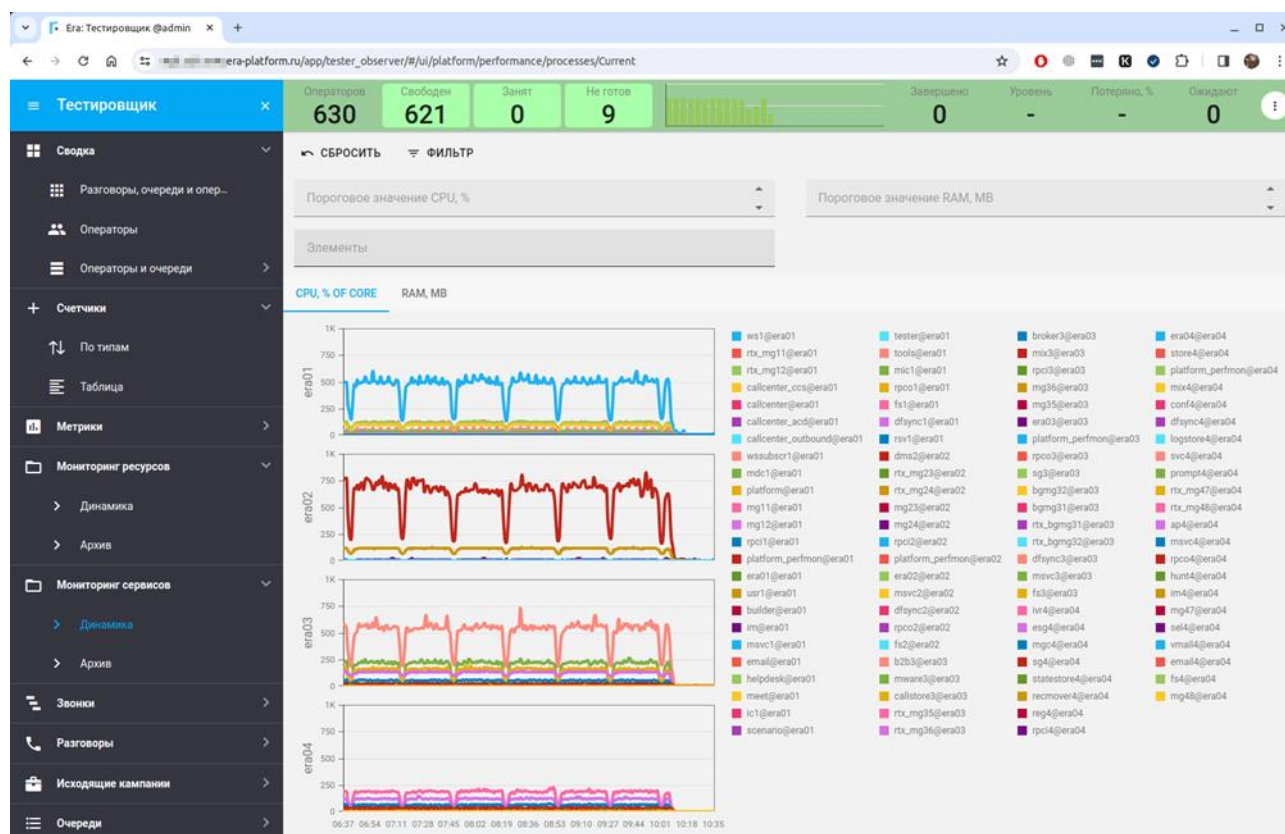 Era: Тестировщик @admin
era-platform.ru/app/tester_observer/#/ui/platform/performance/processes/Current
Тестировщик
Операторов
630
Свободен
621
Занят
0
Не готов
9
Завершено
0
Уровень
-
Потеряно, %
-
Ожидают
0
Сводка
Разговоры, очереди и опер...
Операторы
Операторы и очереди
Счетчики
По типам
Таблица
Метрики
Мониторинг ресурсов
Динамика
Архив
Мониторинг сервисов
Динамика
Архив
Звонки
Разговоры
Исходящие кампании
Очереди
СБРОСИТЬ
ФИЛЬТР
Пороговое значение CPU, %
Пороговое значение RAM, MB
Элементы
CPU, % OF CORE
RAM, MB
era01
1K
750
500
250
0
era02
1K
750
500
250
0
era03
1K
750
500
250
0
era04
1K
750
500
250
0
06:37 06:54 07:11 07:28 07:45 08:02 08:19 08:36 08:53 09:10 09:27 09:44 10:01 10:18 10:35
ws1@era01
rtx_mg11@era01
rtx_mg12@era01
callcenter_ccs@era01
callcenter@era01
callcenter_acd@era01
callcenter_outbound@era01
wssubscr1@era01
mdc1@era01
platform@era01
mg11@era01
mg12@era01
rpci1@era01
platform_perfmon@era01
era01@era01
usr1@era01
builder@era01
im@era01
msvc1@era01
email@era01
helpdesk@era01
meet@era01
ic1@era01
scenario@era01
tester@era01
tools@era01
mic1@era01
rpco1@era01
fs1@era01
dfsync1@era01
rsv1@era01
dms2@era02
rtx_mg23@era02
rtx_mg24@era02
mg23@era02
mg24@era02
rpci2@era02
platform_perfmon@era02
era02@era02
msvc2@era02
dfsync2@era02
rpco2@era02
fs2@era02
b2b3@era03
mware3@era03
callstore3@era03
rtx_mg35@era03
rtx_mg36@era03
broker3@era03
mix3@era03
rpci3@era03
mg36@era03
mg35@era03
era03@era03
platform_perfmon@era03
rpco3@era03
sg3@era03
bgmg32@era03
bgmg31@era03
rtx_bgmg31@era03
rtx_bgmg32@era03
dfsync3@era03
msvc3@era03
fs3@era03
ivr4@era04
esg4@era04
mgc4@era04
sg4@era04
statestore4@era04
recmover4@era04
reg4@era04
rpci4@era04
era04@era04
store4@era04
platform_perfmon@era04
mix4@era04
conf4@era04
dfsync4@era04
logstore4@era04
svc4@era04
prompt4@era04
rtx_mg47@era04
rtx_mg48@era04
ap4@era04
msvc4@era04
rpco4@era04
hunt4@era04
im4@era04
mg47@era04
sel4@era04
vmail4@era04
email4@era04
fs4@era04
mg48@era04